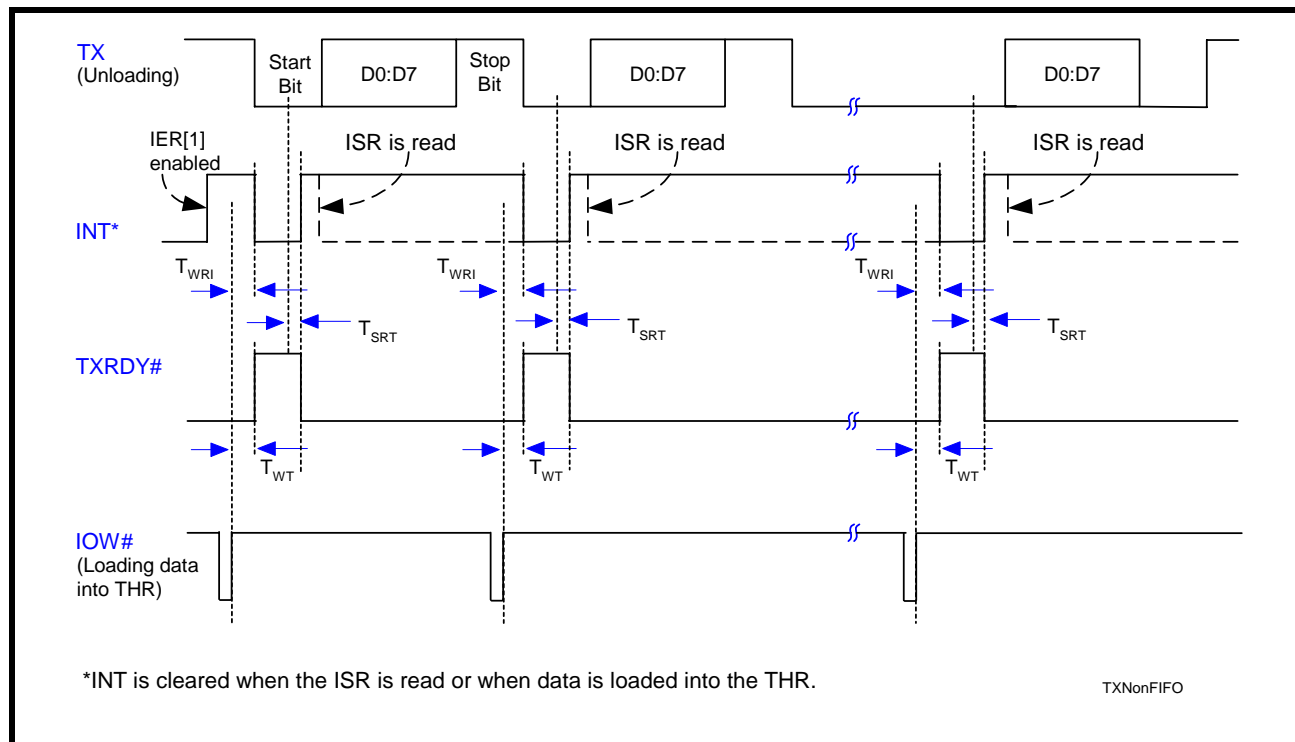 TX
(Unloading)
Start
Bit
D0:D7
Stop
Bit
D0:D7
D0:D7
IER[1]
enabled
ISR is read
ISR is read
ISR is read
INT*
TWRI
TWRI
TWRI
TSRT
TSRT
TSRT
TXRDY#
TWT
TWT
TWT
IOW#
(Loading data
into THR)
*INT is cleared when the ISR is read or when data is loaded into the THR.
TXNonFIFO